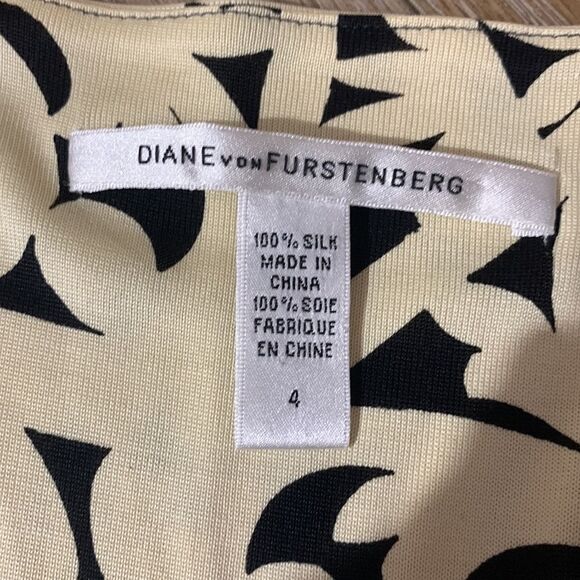 DIANE VON FURSTENBERG
100% SILK
MADE IN
CHINA
100% SOIE
FABRIQUE
EN CHINE
4